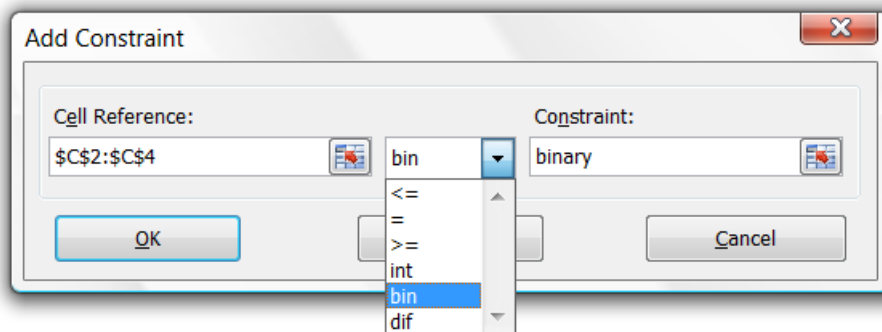 Add Constraint
Cell Reference:
Constraint:
$C$2:$C$4
bin
binary
<=
=
>=
int
bin
dif
OK
Cancel